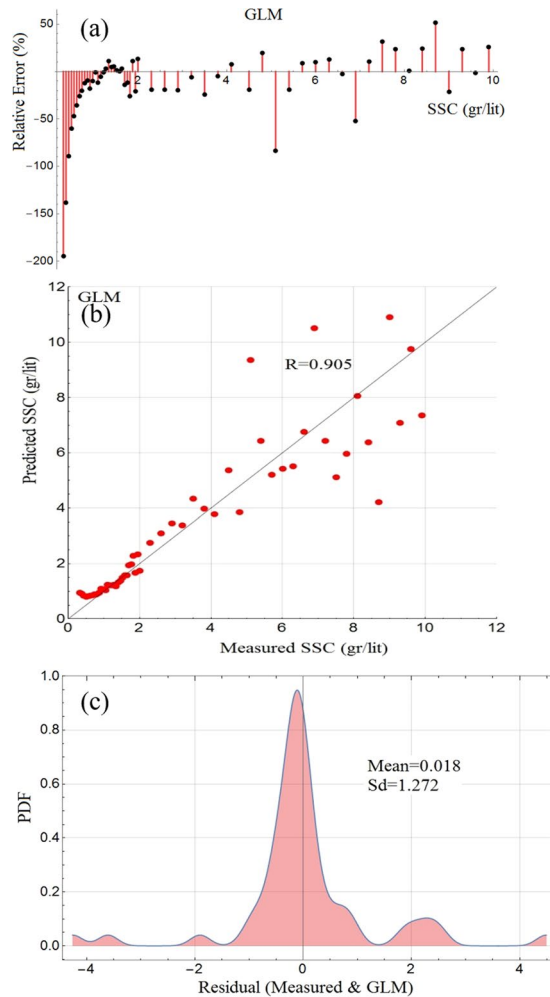 GLM
(a)
Relative Error (%)
50
0
−50
−100
−150
−200
2
4
6
8
10
SSC (gr/lit)
GLM
(b)
R=0.905
Predicted SSC (gr/lit)
12
10
8
6
4
2
0
0
2
4
6
8
10
12
Measured SSC (gr/lit)
(c)
Mean=0.018
Sd=1.272
PDF
1.0
0.8
0.6
0.4
0.2
0.0
−4
−2
0
2
4
Residual (Measured & GLM)